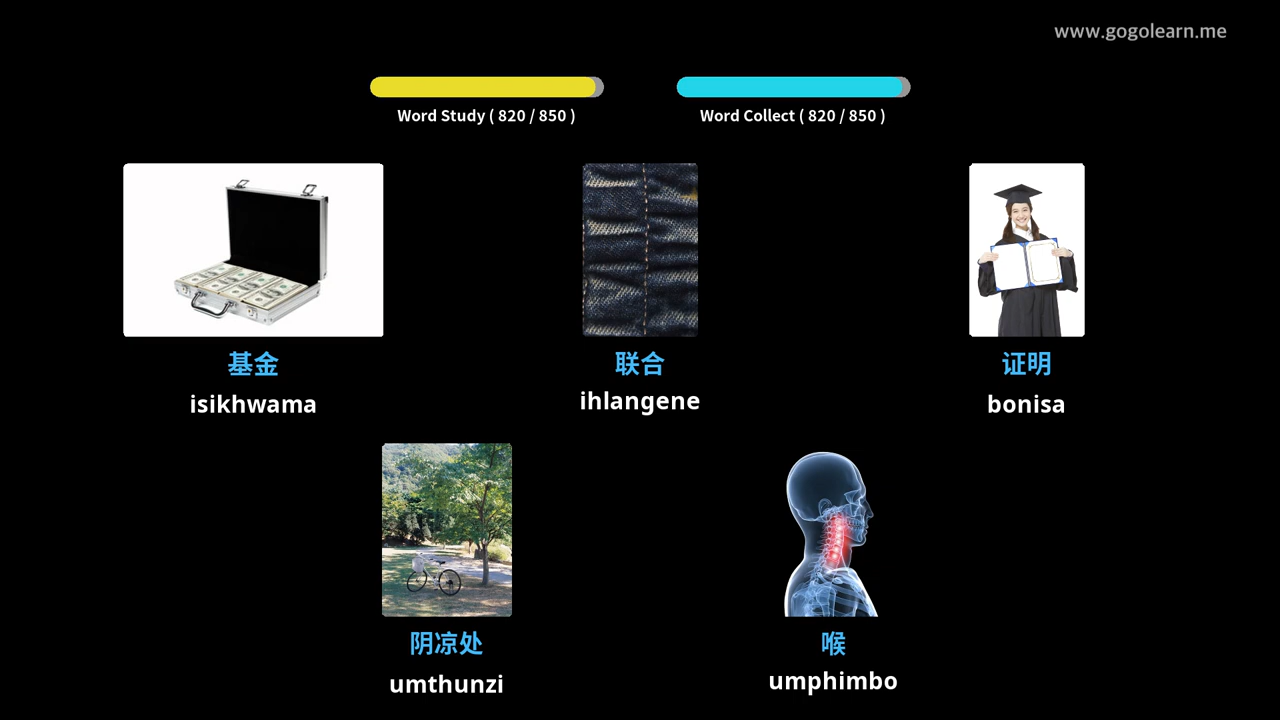 www.gogolearn.me
Word Study ( 820 / 850 )
Word Collect ( 820 / 850 )
基金
isikhwama
联合
ihlangene
证明
bonisa
阴凉处
umthunzi
喉
umphimbo